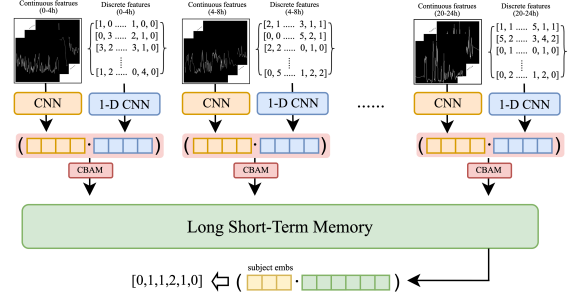 Continuous featrues
(0-4h)
Discrete features
(0-4h)
[1, 0 ..... 1, 0, 0]
[0, 3 ..... 2, 1, 0]
[3, 2 ..... 3, 1, 0]
[1, 2 ..... 0, 4, 0]
Continuous featrues
(4-8h)
Discrete features
(4-8h)
[2, 1 ..... 3, 1, 1]
[0, 0 ..... 5, 2, 1]
[2, 2 ..... 0, 1, 0]
[0, 5 ..... 1, 2, 2]
Continuous featrues
(20-24h)
Discrete features
(20-24h)
[1, 1 ..... 5, 1, 1]
[5, 2 ..... 3, 4, 2]
[0, 1 ..... 0, 1, 0]
[0, 2 ..... 1, 2, 0]
CNN
1-D CNN
CNN
1-D CNN
......
CNN
1-D CNN
CBAM
CBAM
CBAM
Long Short-Term Memory
subject embs
[0,1,1,2,1,0]